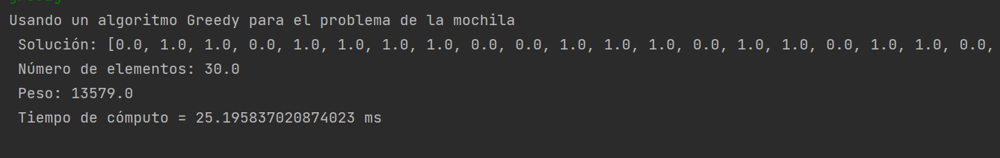 greedy
Usando un algoritmo Greedy para el problema de la mochila
Solución: [0.0, 1.0, 1.0, 0.0, 1.0, 1.0, 1.0, 1.0, 0.0, 0.0, 1.0, 1.0, 1.0, 0.0, 1.0, 1.0, 0.0, 1.0, 1.0, 0.0,
Número de elementos: 30.0
Peso: 13579.0
Tiempo de cómputo = 25.195837020874023 ms